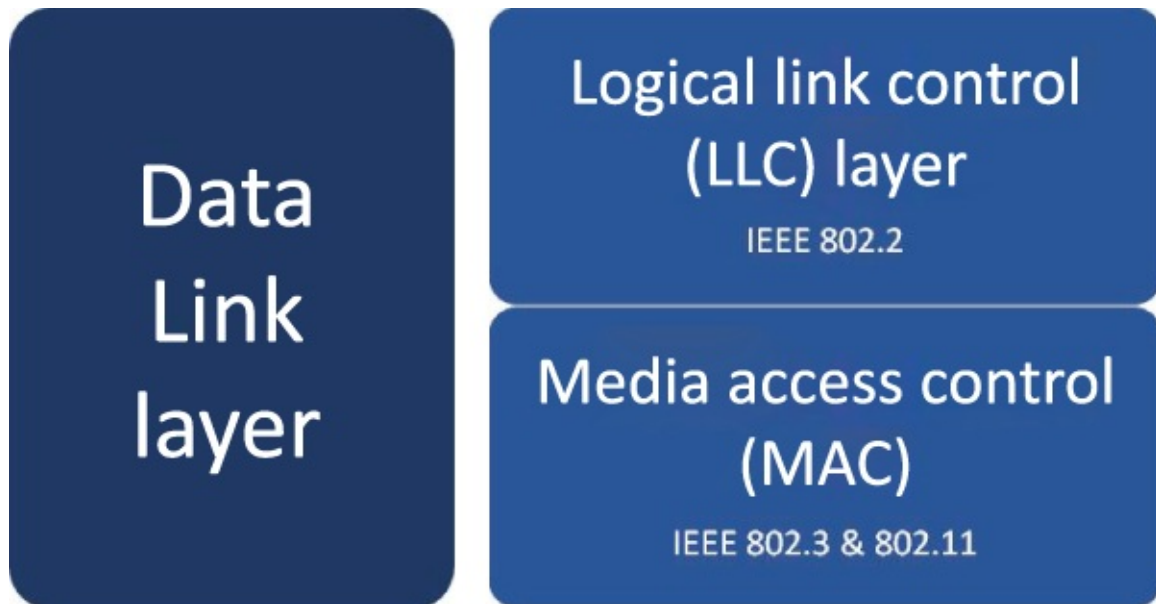 Data
Link
layer
Logical link control
(LLC) layer
IEEE 802.2
Media access control
(MAC)
IEEE 802.3 & 802.11